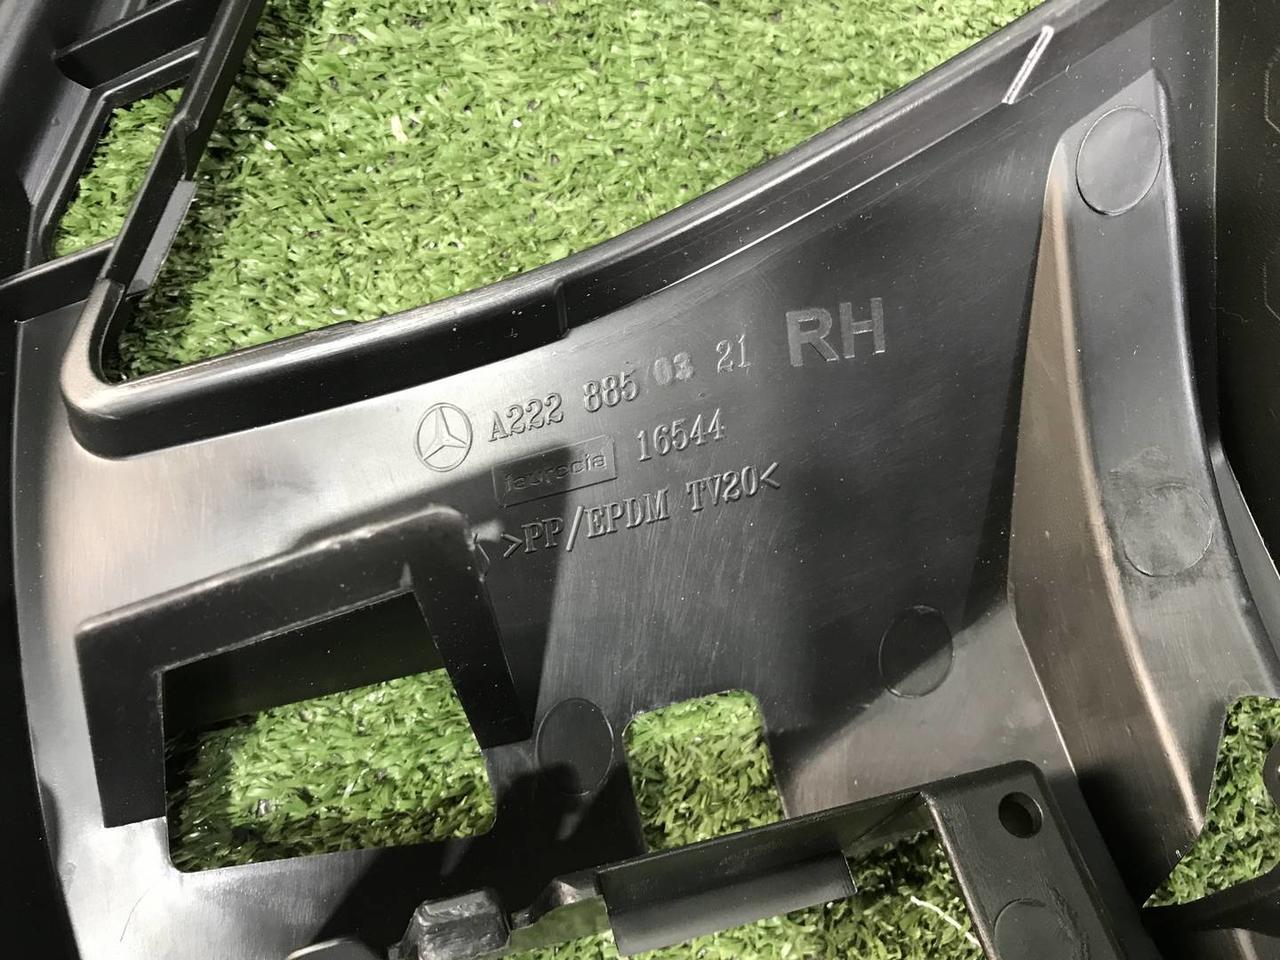 A222 885 03 21 RH
faurecia 16544
>PP/EPDM TV20<